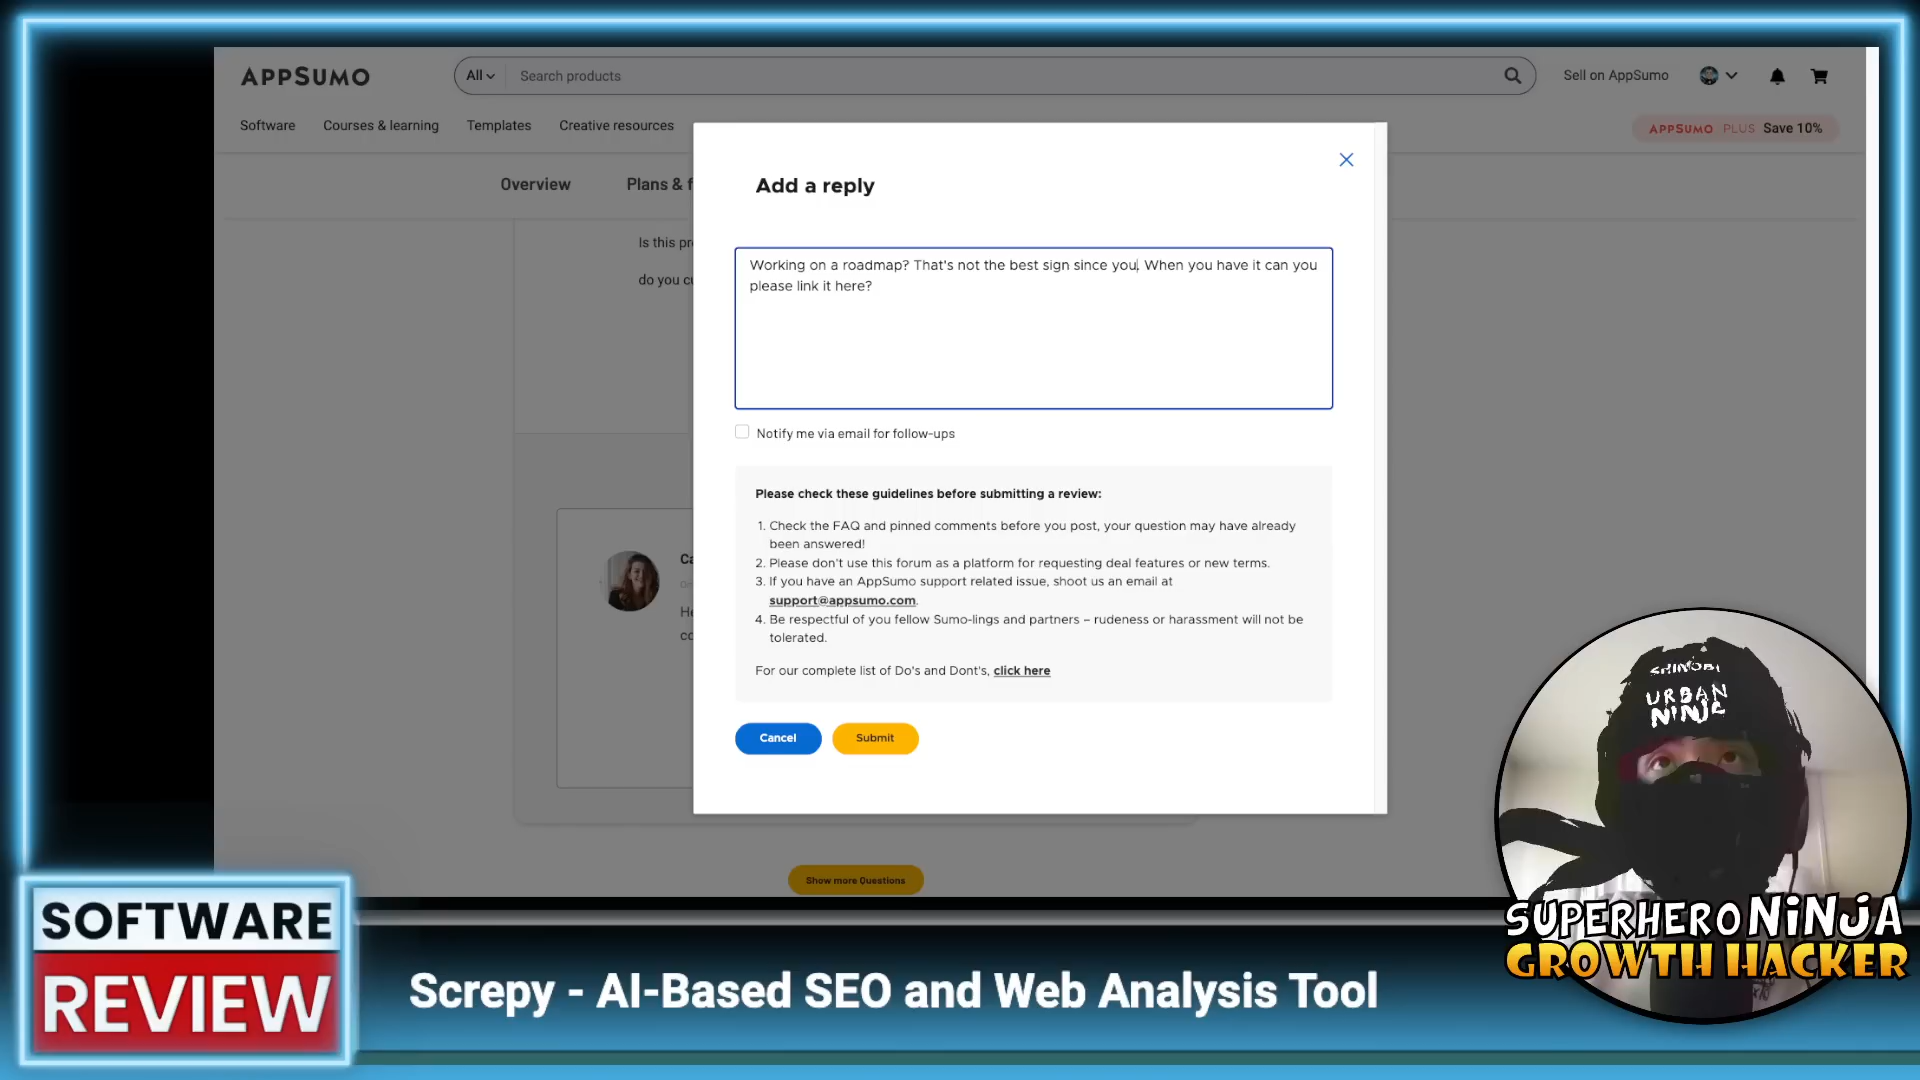 APPSUMO
All
Search products
Sell on AppSumo
Software
Courses & learning
Templates
Creative resources
APPSUMO PLUS Save 10%
Overview
Plans & f
Is this pr
do you cu
Add a reply
Working on a roadmap? That's not the best sign since you. When you have it can you
please link it here?
Notify me via email for follow-ups
Please check these guidelines before submitting a review:
1. Check the FAQ and pinned comments before you post, your question may have already
been answered!
2. Please don't use this forum as a platform for requesting deal features or new terms.
3. If you have an AppSumo support related issue, shoot us an email at
support@appsumo.com.
4. Be respectful of you fellow Sumo-lings and partners – rudeness or harassment will not be
tolerated.
For our complete list of Do's and Dont's, click here
Cancel
Submit
Ca
He
co
Show more Questions
SHINOBI
URBAN
NINJA
SUPERHERO NINJA
GROWTH HACKER
SOFTWARE
REVIEW
Screpy - AI-Based SEO and Web Analysis Tool